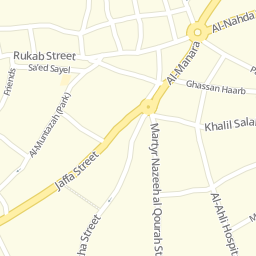 Al-Nahda
Rukab Street
Sa'ed Sayel
Friends
Al-Manara
Ghassan Haarb
Al-Muntazah (Park)
Khalil Salan
Jaffa Street
Martyr Nazeeh al Qourah St
Al-Ahli Hospit
ha Street